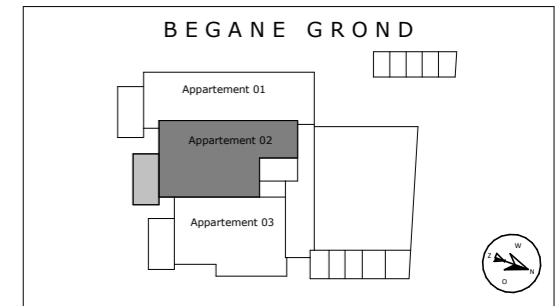 BEGANE GROND
Appartement 01
Appartement 02
Appartement 03
W
Z
N
O